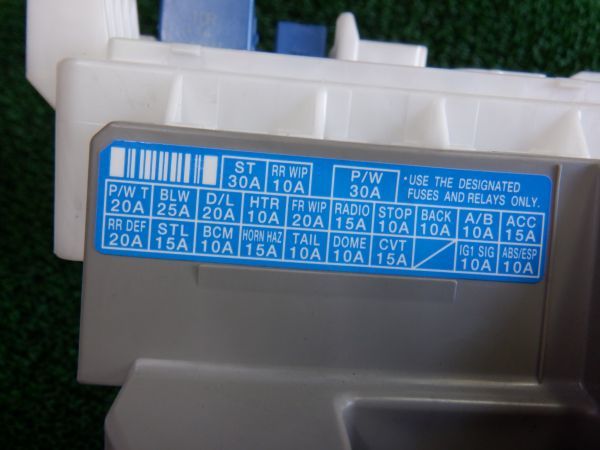 ST RR WIP P/W *USE THE DESIGNATED
30A 10A 30A FUSES AND RELAYS ONLY.
P/W T BLW D/L HTR FR WIP RADIO STOP BACK A/B ACC
20A 25A 20A 10A 20A 15A 10A 10A 10A 15A
RR DEF STL BCM HORN HAZ TAIL DOME CVT IG1 SIG ABS/ESP
20A 15A 10A 15A 10A 10A 15A 10A 10A